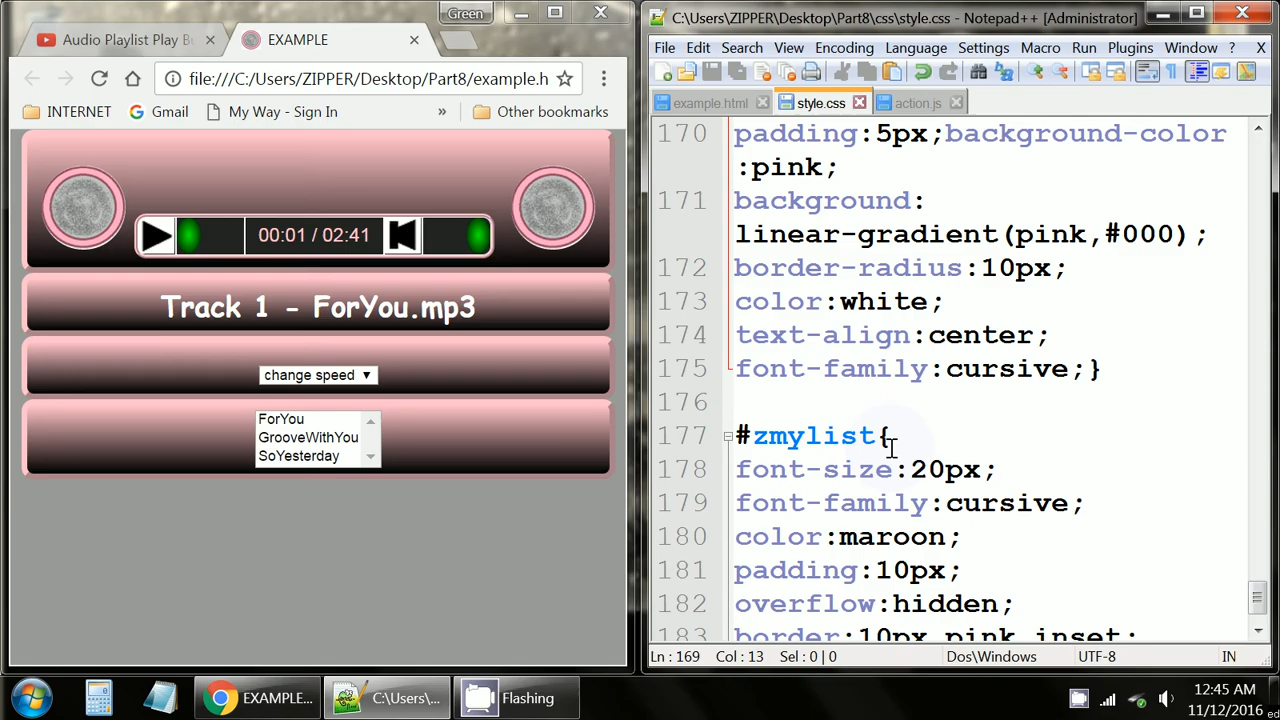 Green
Audio Playlist Play B
EXAMPLE
file:///C:/Users/ZIPPER/Desktop/Part8/example.h
INTERNET
Gmail
My Way - Sign In
»
Other bookmarks
00:01 / 02:41
Track 1 - ForYou.mp3
change speed
ForYou
GrooveWithYou
SoYesterday
C:\Users\ZIPPER\Desktop\Part8\css\style.css - Notepad++ [Administrator]
File Edit Search View Encoding Language Settings Macro Run Plugins Window ? X
example.html
style.css
action.js
170 padding:5px;background-color
:pink;
171 background:
linear-gradient(pink,#000);
172 border-radius:10px;
173 color:white;
174 text-align:center;
175 font-family:cursive;}
176
177 #zmylist{
178 font-size:20px;
179 font-family:cursive;
180 color:maroon;
181 padding:10px;
182 overflow:hidden;
183 border:10px pink inset;
Ln : 169 Col : 13 Sel : 0 | 0 Dos\Windows UTF-8 IN
EXAMPLE...
C:\Users\...
Flashing
12:45 AM
11/12/2016